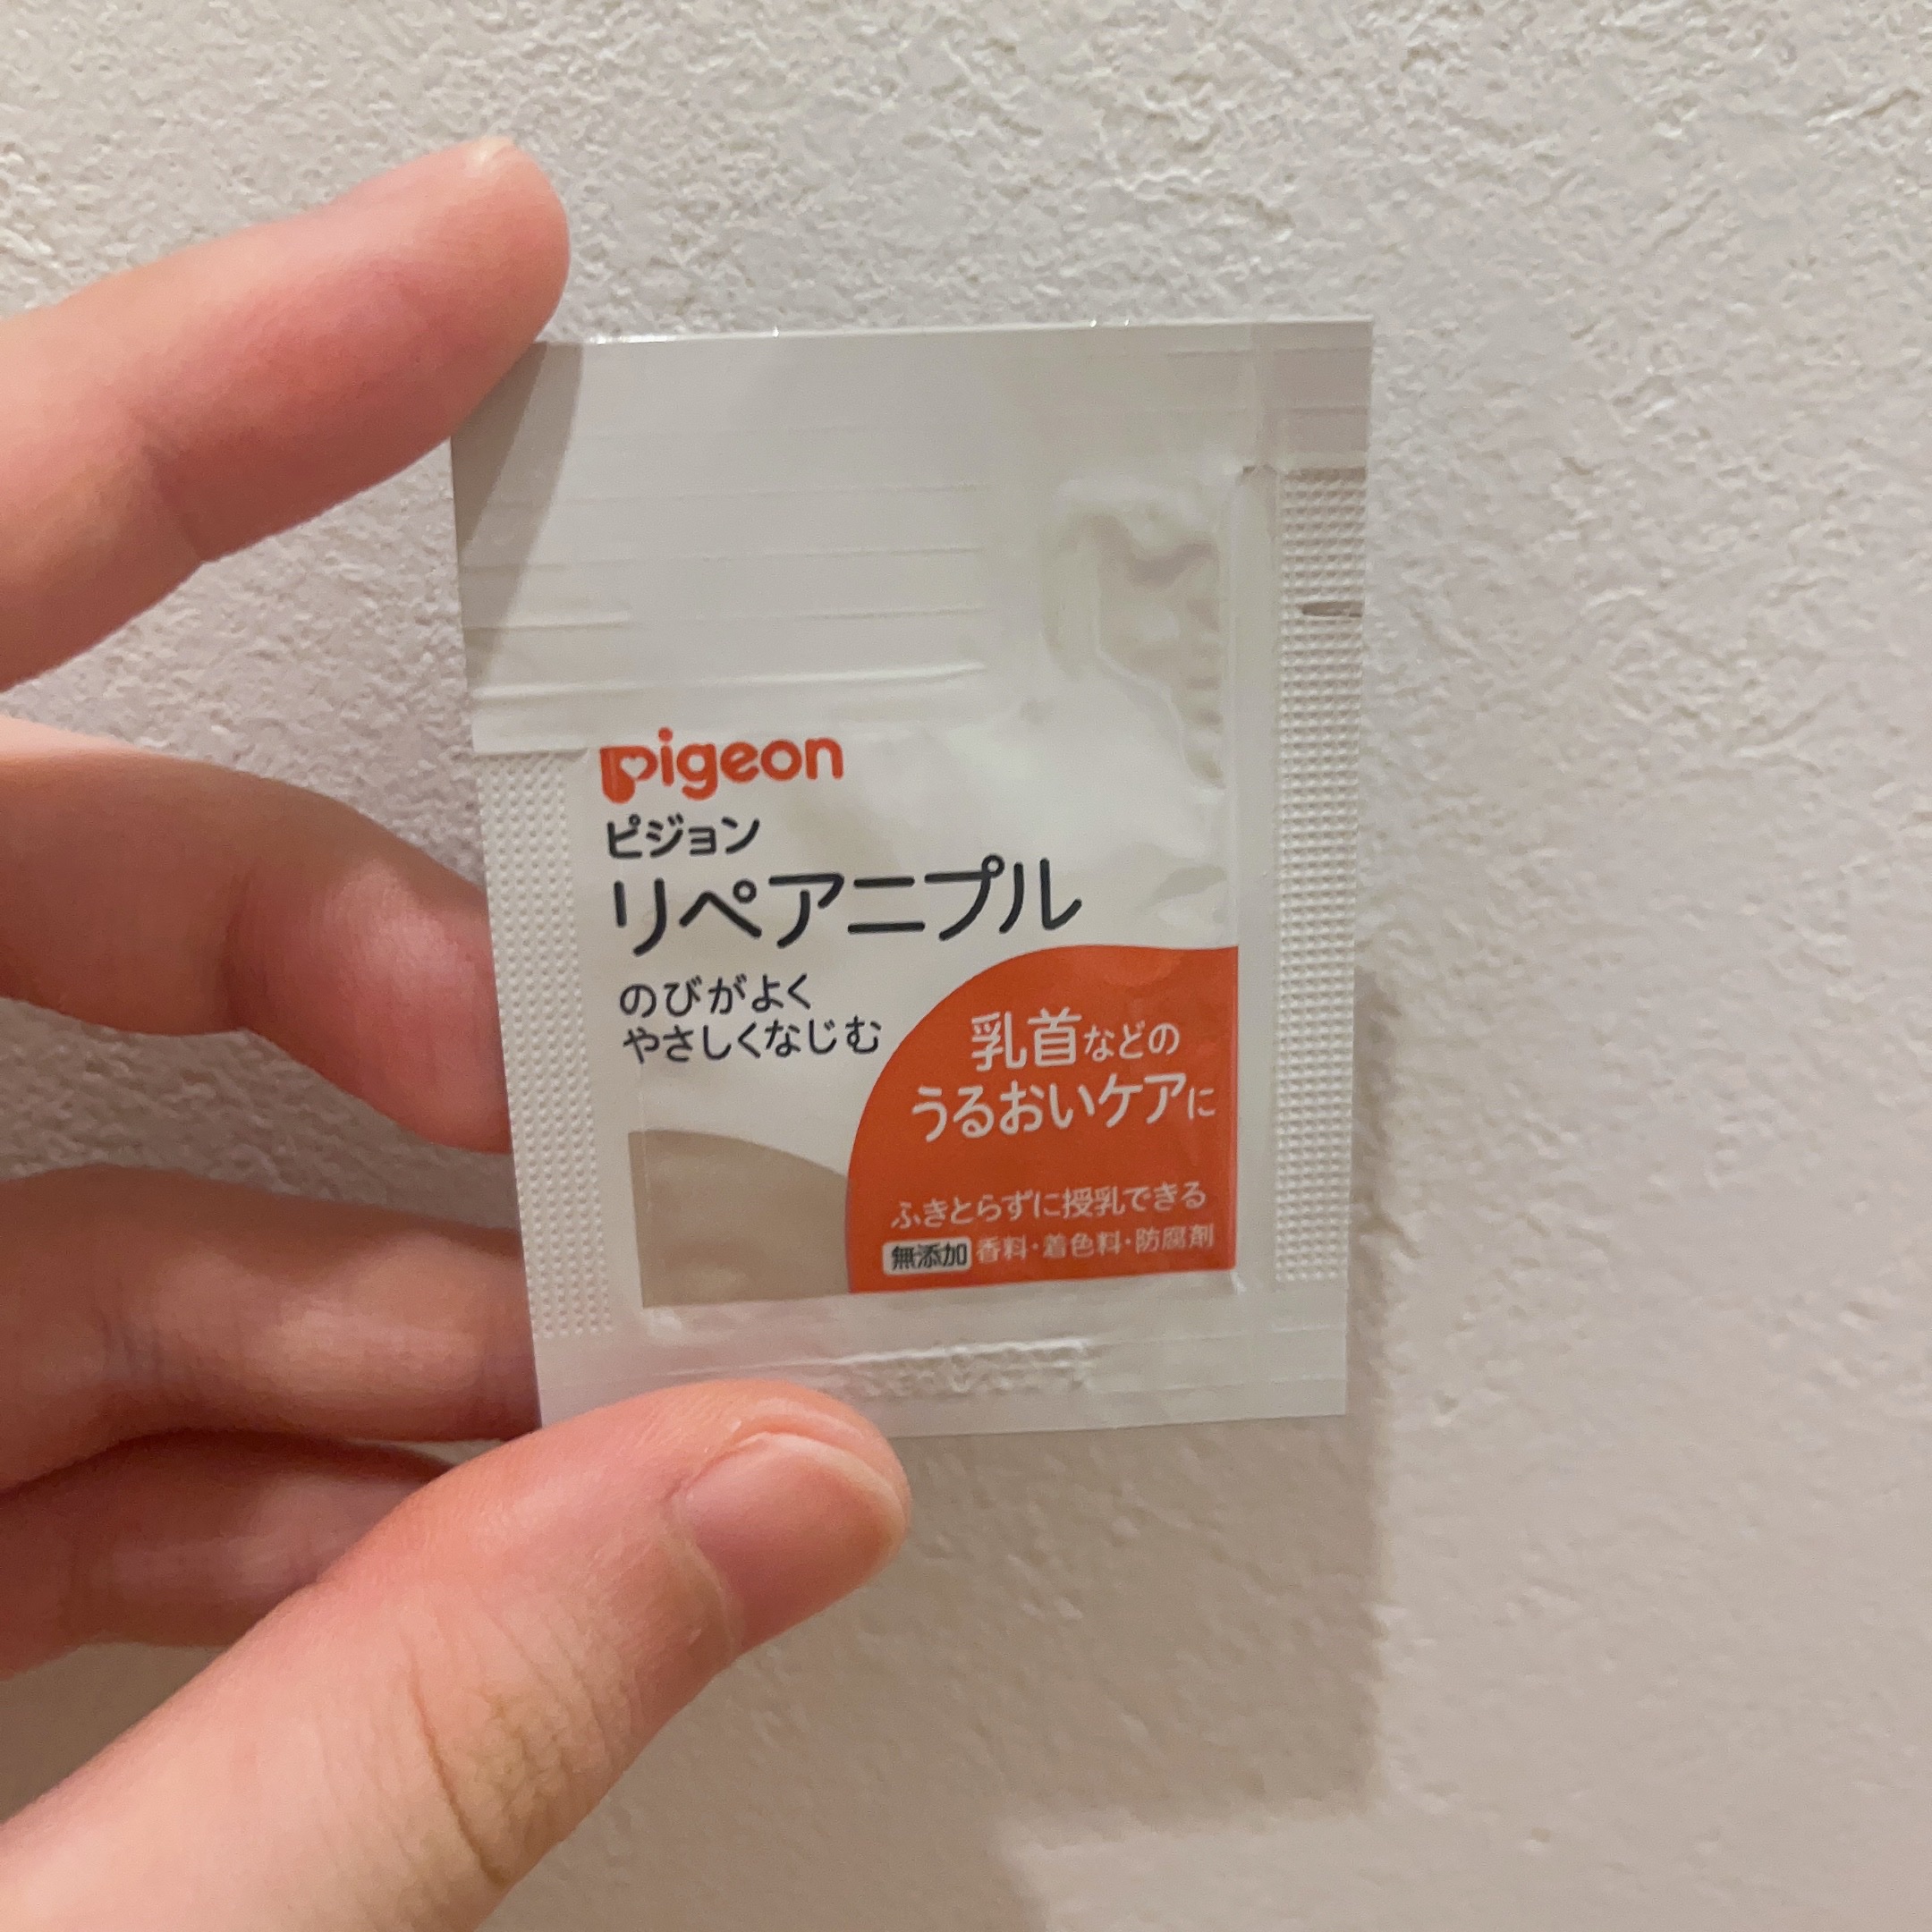 pigeon
ピジョン
リペアニプル
のびがよく
やさしくなじむ
乳首などの
うるおいケアに
ふきとらずに授乳できる
無添加 香料・着色料・防腐剤